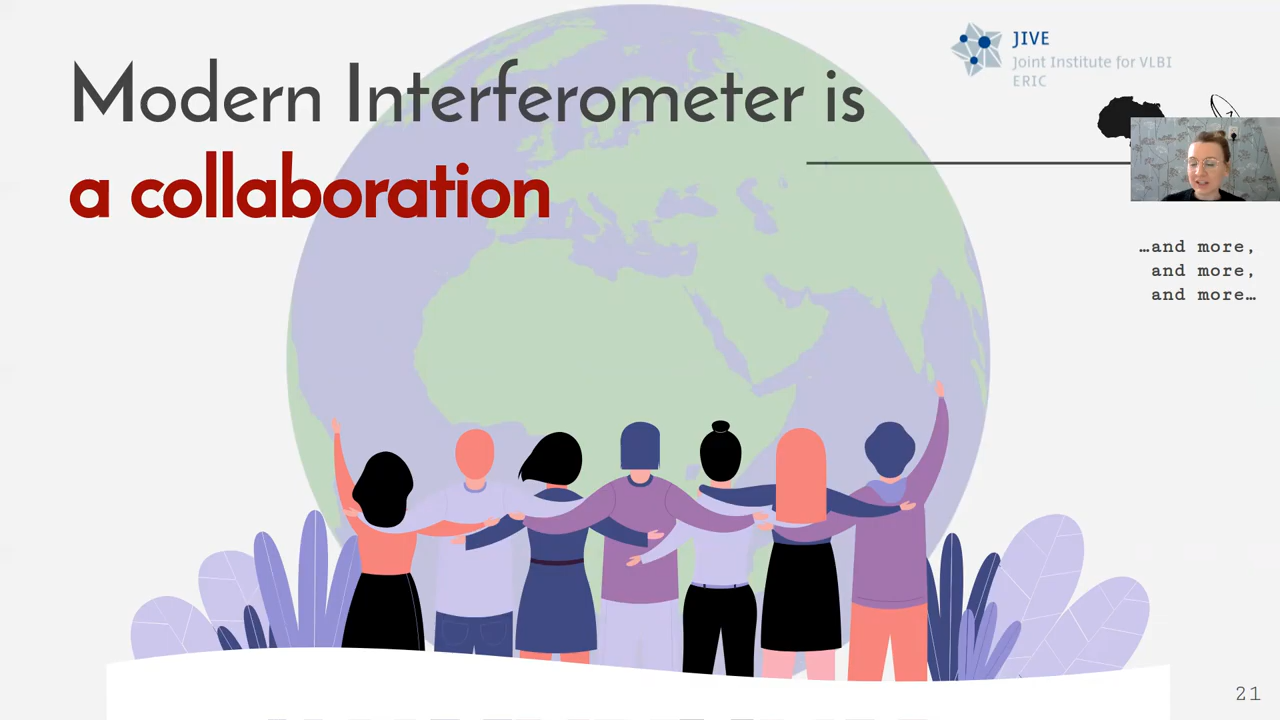 Modern Interferometer is
a collaboration
JIVE
Joint Institute for VLBI
ERIC
…and more,
and more,
and more…
21